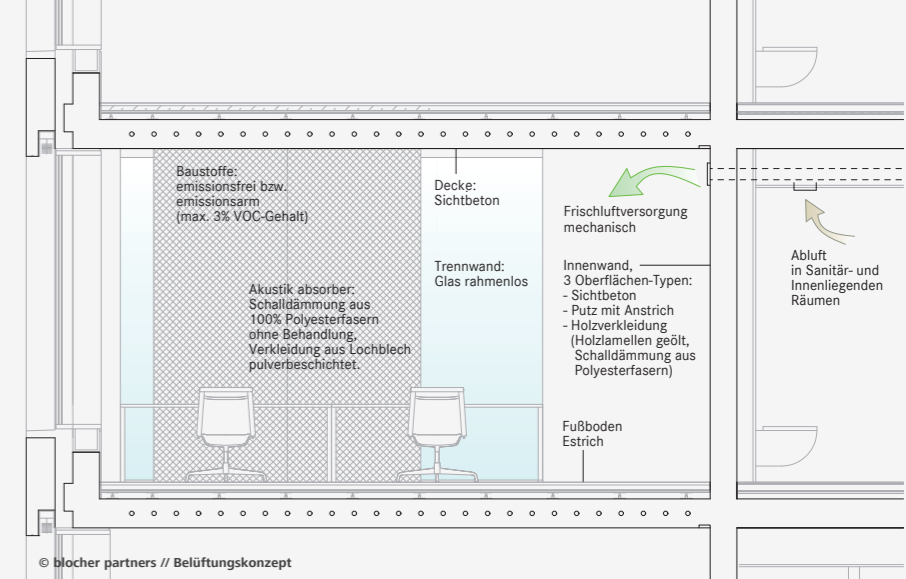 Baustoffe:
emissionsfrei bzw.
emissionsarm
(max. 3% VOC-Gehalt)
Decke:
Sichtbeton
Frischluftversorgung
mechanisch
Abluft
in Sanitär- und
Innenliegenden
Räumen
Trennwand:
Glas rahmenlos
Innenwand,
3 Oberflächen-Typen:
- Sichtbeton
- Putz mit Anstrich
- Holzverkleidung
(Holzlamellen geölt,
Schalldämmung aus
Polyesterfasern)
Akustik absorber:
Schalldämmung aus
100% Polyesterfasern
ohne Behandlung,
Verkleidung aus Lochblech
pulverbeschichtet.
Fußboden
Estrich
© blocher partners // Belüftungskonzept